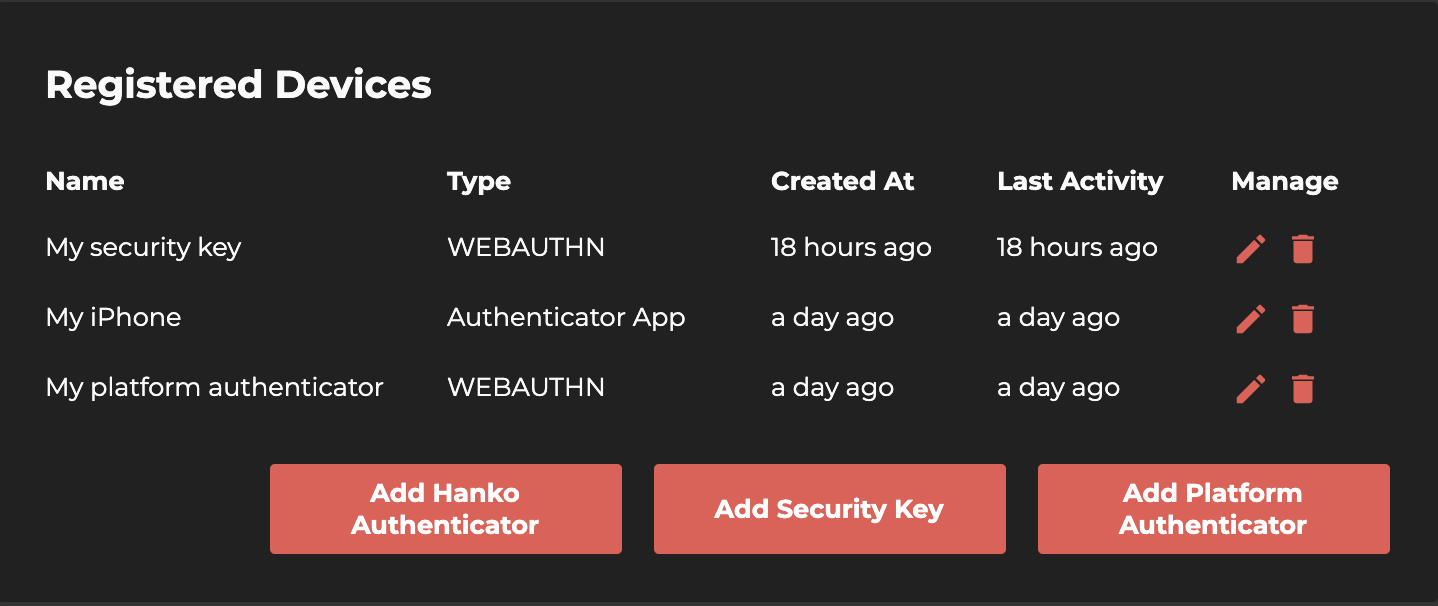 Registered Devices
Name Type Created At Last Activity Manage
My security key WEBAUTHN 18 hours ago 18 hours ago
My iPhone Authenticator App a day ago a day ago
My platform authenticator WEBAUTHN a day ago a day ago
Add Hanko
Authenticator
Add Security Key
Add Platform
Authenticator